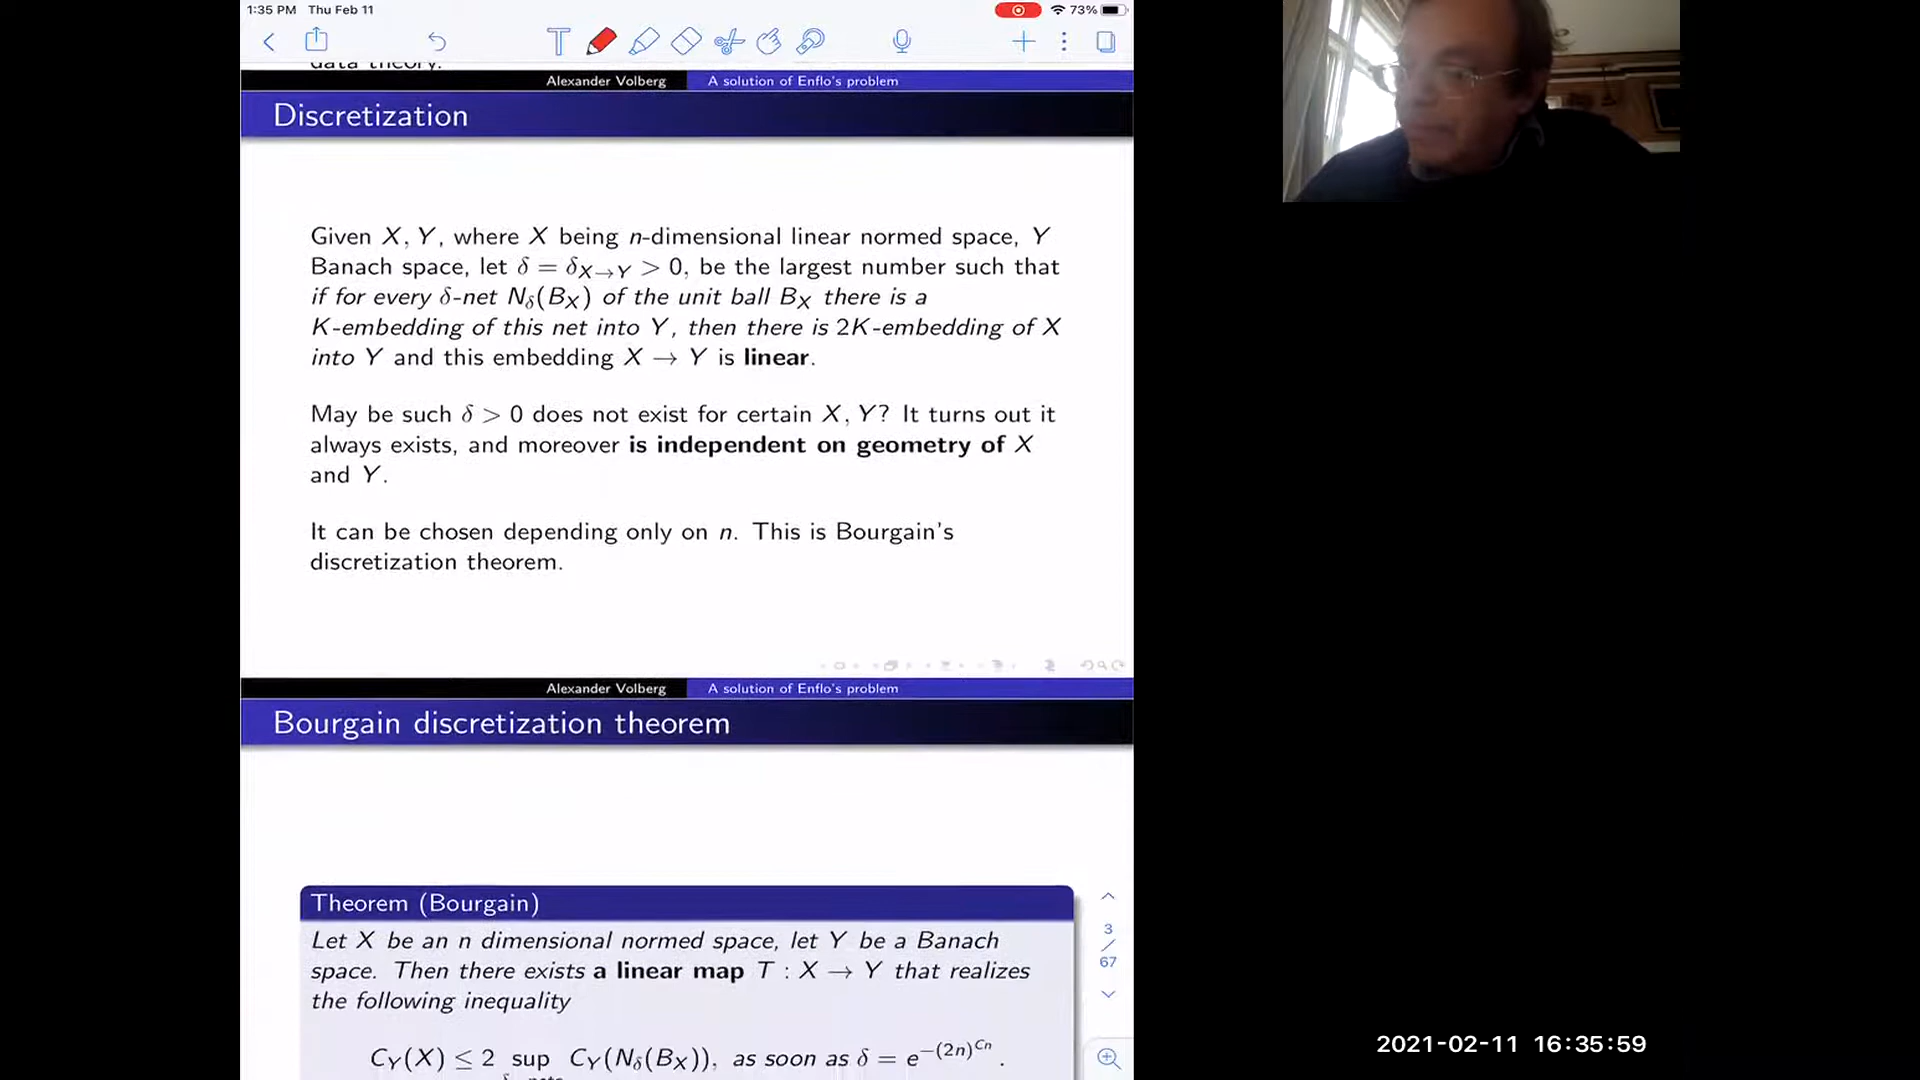 1:35 PM Thu Feb 11
73%
data theory.
Alexander Volberg A solution of Enflo's problem
Discretization
Given X, Y, where X being n-dimensional linear normed space, Y
Banach space, let δ = δ_{X→Y} > 0, be the largest number such that
if for every δ-net N_δ(B_X) of the unit ball B_X there is a
K-embedding of this net into Y, then there is 2K-embedding of X
into Y and this embedding X → Y is linear.
May be such δ > 0 does not exist for certain X, Y? It turns out it
always exists, and moreover is independent on geometry of X
and Y.
It can be chosen depending only on n. This is Bourgain's
discretization theorem.
Alexander Volberg A solution of Enflo's problem
Bourgain discretization theorem
Theorem (Bourgain)
Let X be an n dimensional normed space, let Y be a Banach
space. Then there exists a linear map T : X → Y that realizes
the following inequality
C_Y(X) ≤ 2 sup C_Y(N_δ(B_X)), as soon as δ = e^{-(2n)^{Cn}} .
3
/
67
2021-02-11 16:35:59